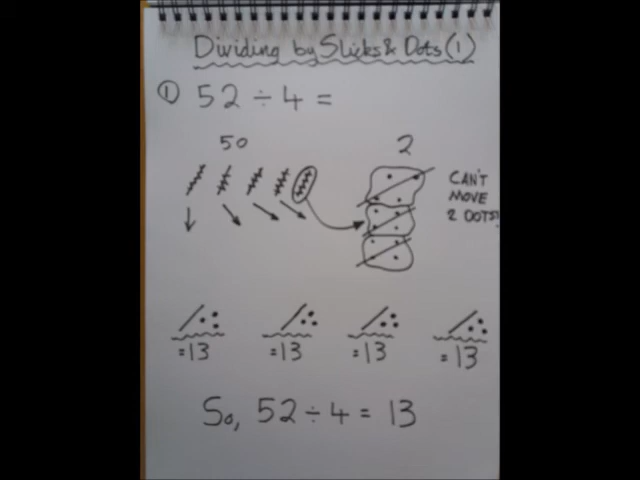 Dividing by Sticks & Dots (1)
① 52 ÷ 4 =
50 2
CAN'T
MOVE
2 DOTS!
=13 =13 =13 =13
So, 52 ÷ 4 = 13